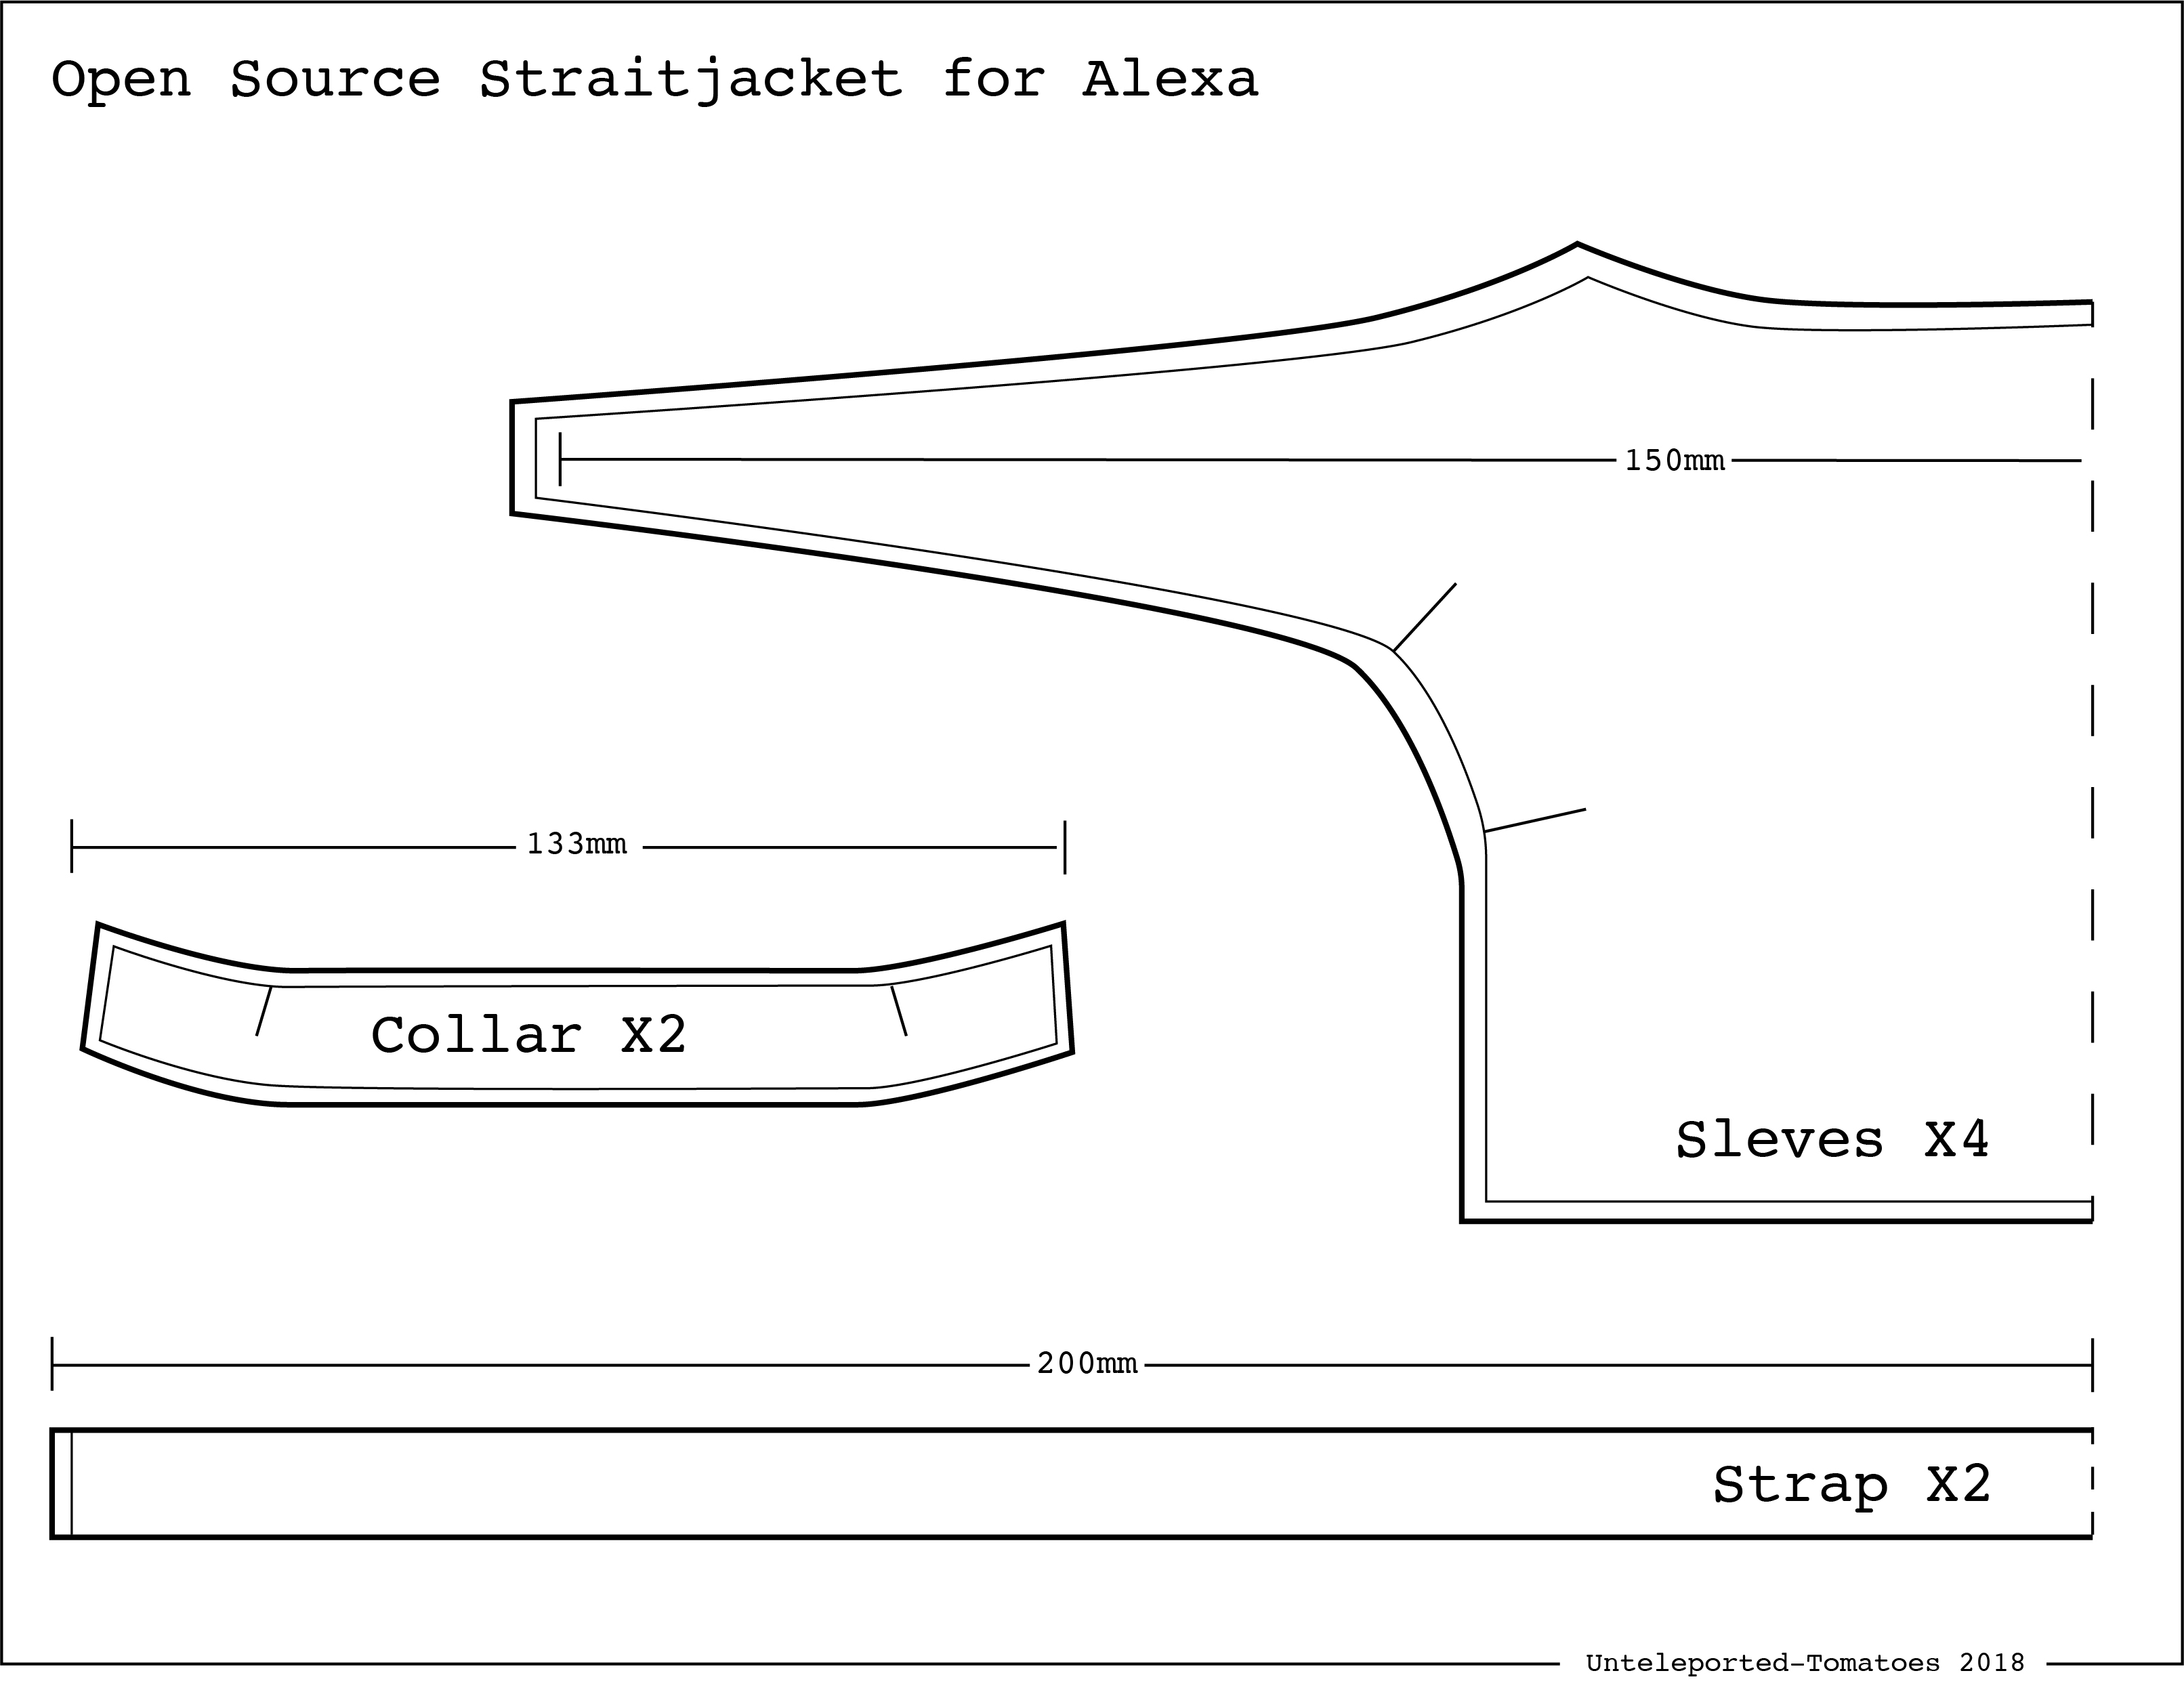 Open Source Straitjacket for Alexa
150mm
133mm
Collar X2
Sleves X4
200mm
Strap X2
Unteleported-Tomatoes 2018